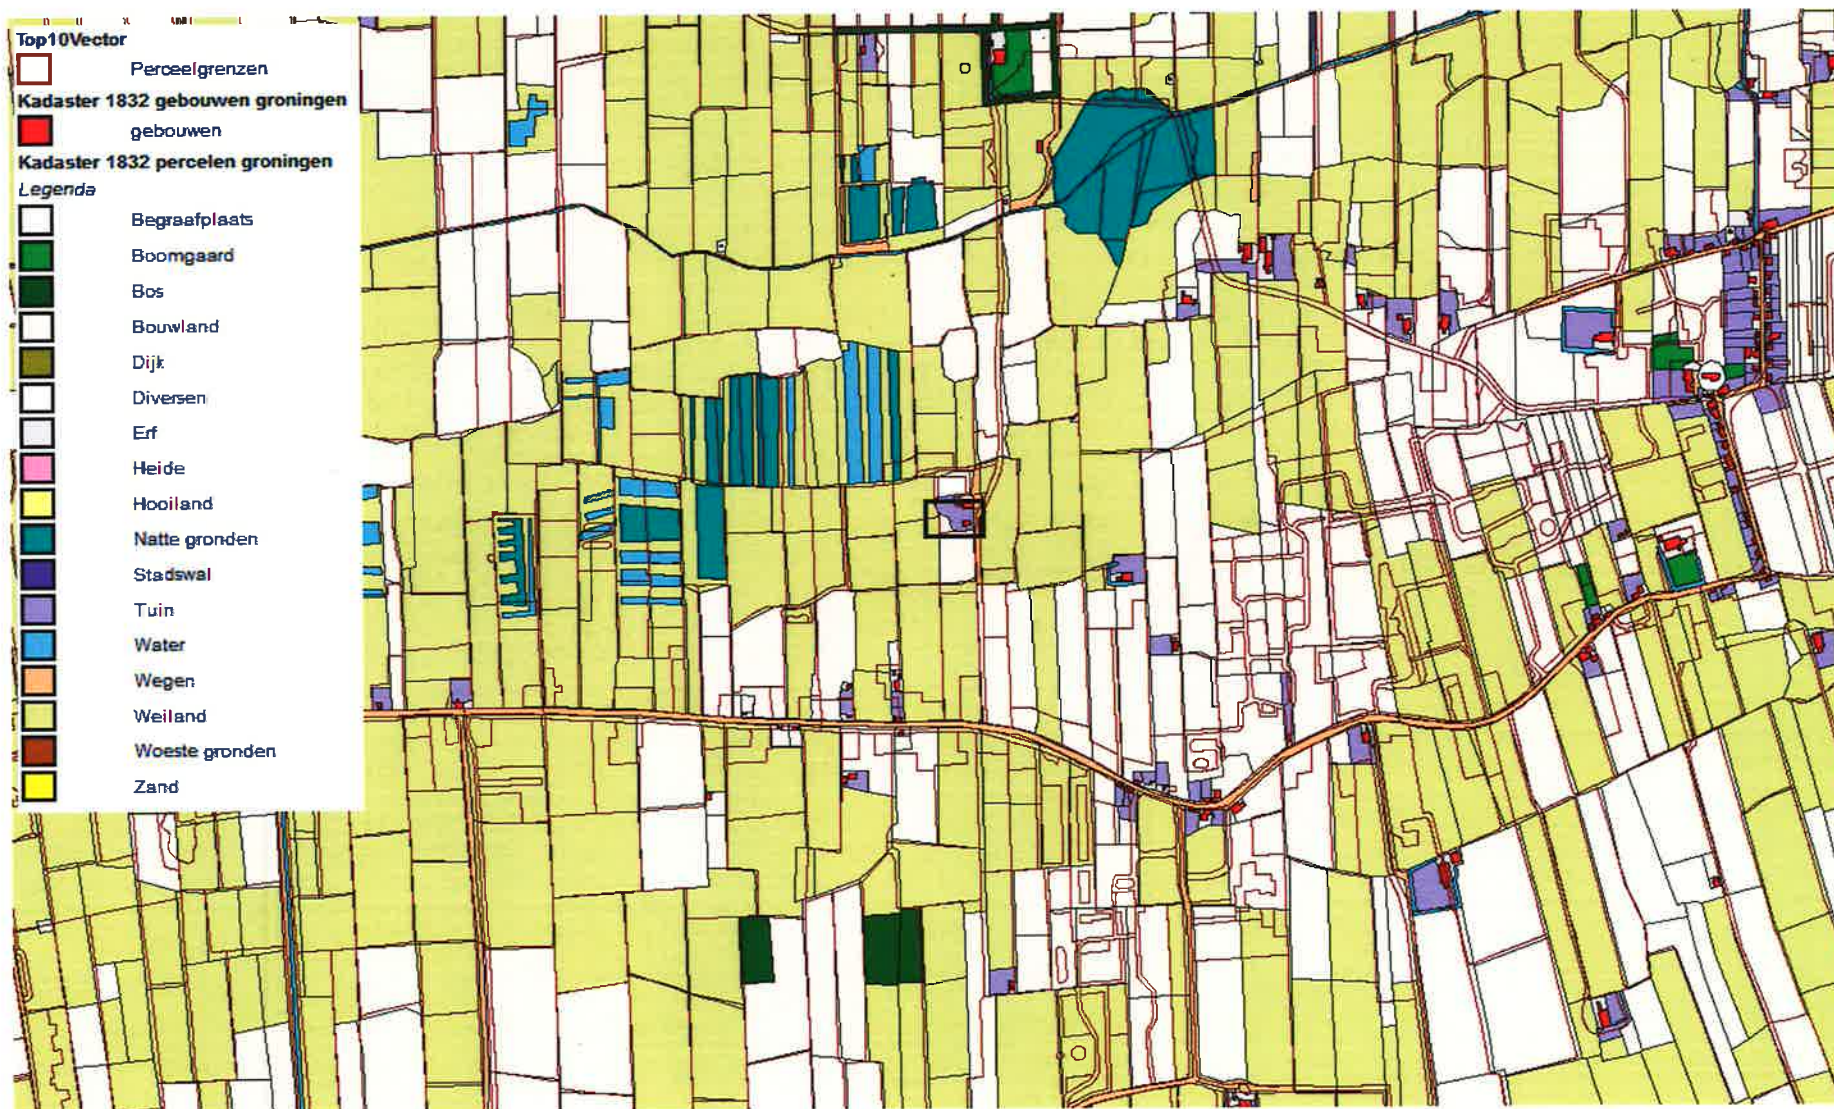 Top10Vector
Perceelgrenzen
Kadaster 1832 gebouwen groningen
gebouwen
Kadaster 1832 percelen groningen
Legenda
Begraafplaats
Boomgaard
Bos
Bouwland
Dijk
Diversen
Erf
Heide
Hooiland
Natte gronden
Stadswal
Tuin
Water
Wegen
Weiland
Woeste gronden
Zand